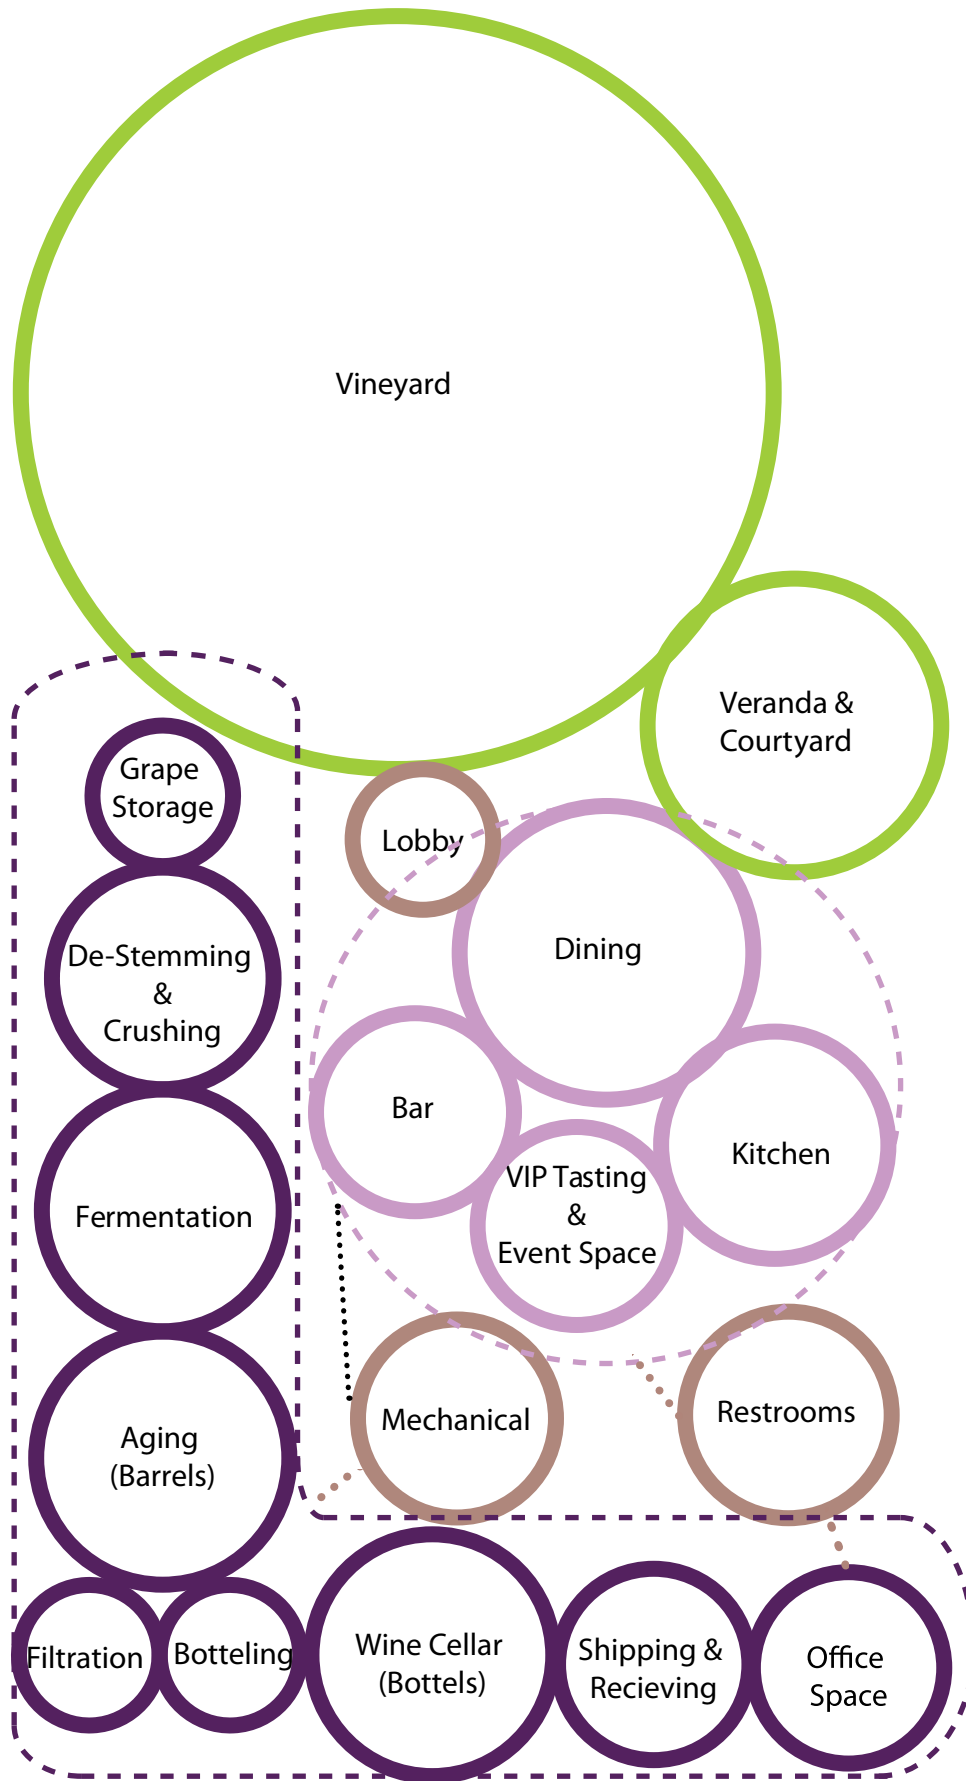 Vineyard
Veranda &
Courtyard
Grape
Storage
Lobby
De-Stemming
&
Crushing
Dining
Bar
Kitchen
VIP Tasting
&
Event Space
Fermentation
Mechanical
Restrooms
Aging
(Barrels)
Filtration
Botteling
Wine Cellar
(Bottels)
Shipping &
Recieving
Office
Space